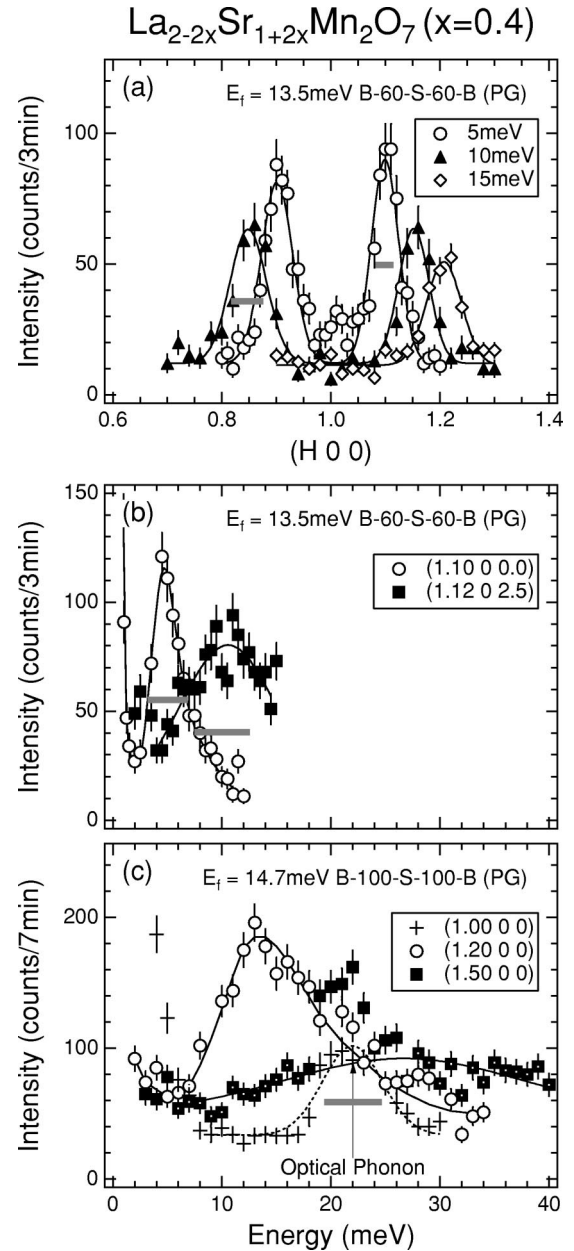 La2-2xSr1+2xMn2O7 (x=0.4)
(a)
Ef = 13.5meV B-60-S-60-B (PG)
5meV
10meV
15meV
100
50
0
Intensity (counts/3min)
0.6 0.8 1.0 1.2 1.4
(H 0 0)
(b)
Ef = 13.5meV B-60-S-60-B (PG)
(1.10 0 0.0)
(1.12 0 2.5)
150
100
50
0
Intensity (counts/3min)
(c)
Ef = 14.7meV B-100-S-100-B (PG)
(1.00 0 0)
(1.20 0 0)
(1.50 0 0)
200
100
0
Intensity (counts/7min)
Optical Phonon
0 10 20 30 40
Energy (meV)